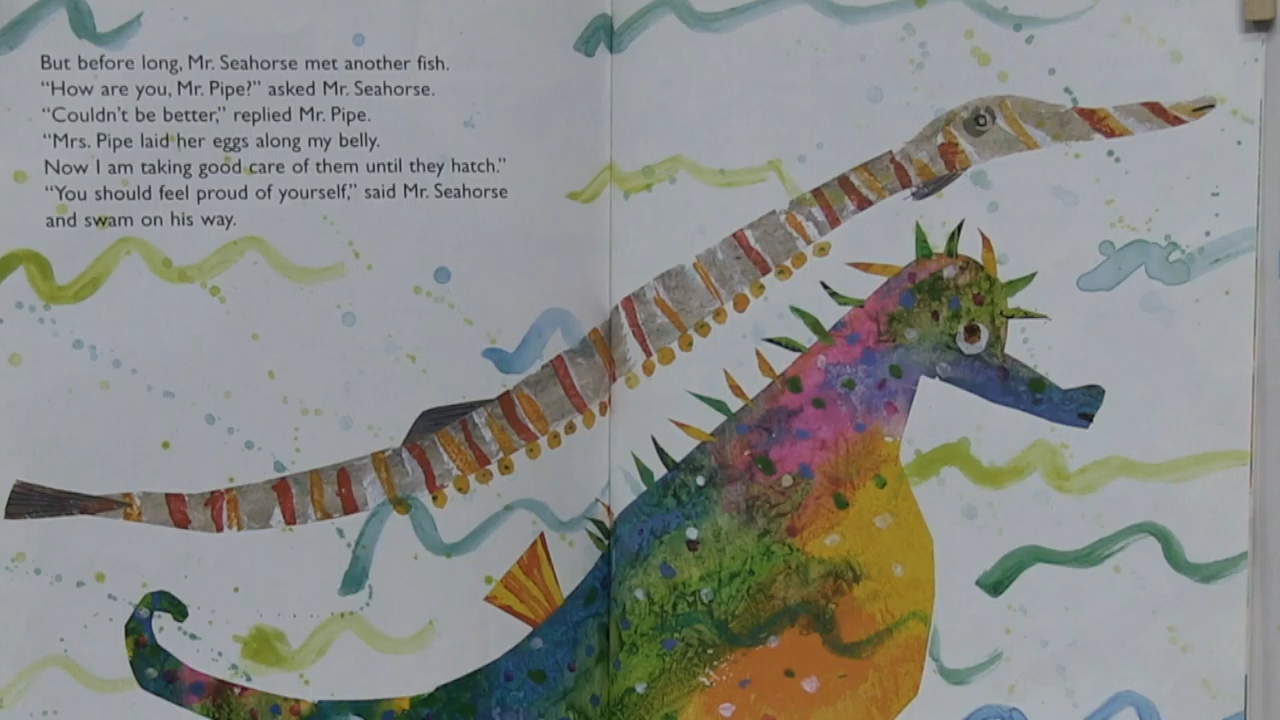 But before long, Mr. Seahorse met another fish.
“How are you, Mr. Pipe?” asked Mr. Seahorse.
“Couldn’t be better,” replied Mr. Pipe.
“Mrs. Pipe laid her eggs along my belly.
Now I am taking good care of them until they hatch.”
“You should feel proud of yourself,” said Mr. Seahorse
and swam on his way.